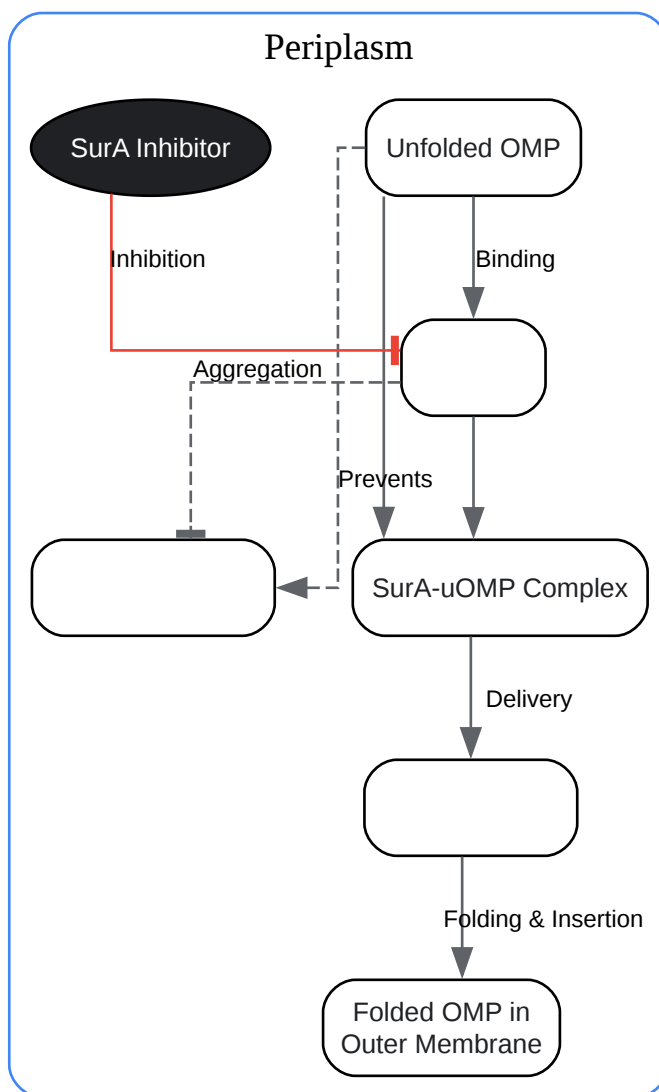 Periplasm
SurA Inhibitor
Unfolded OMP
Inhibition
Binding
Aggregation
Prevents
SurA-uOMP Complex
Delivery
Folding & Insertion
Folded OMP in
Outer Membrane